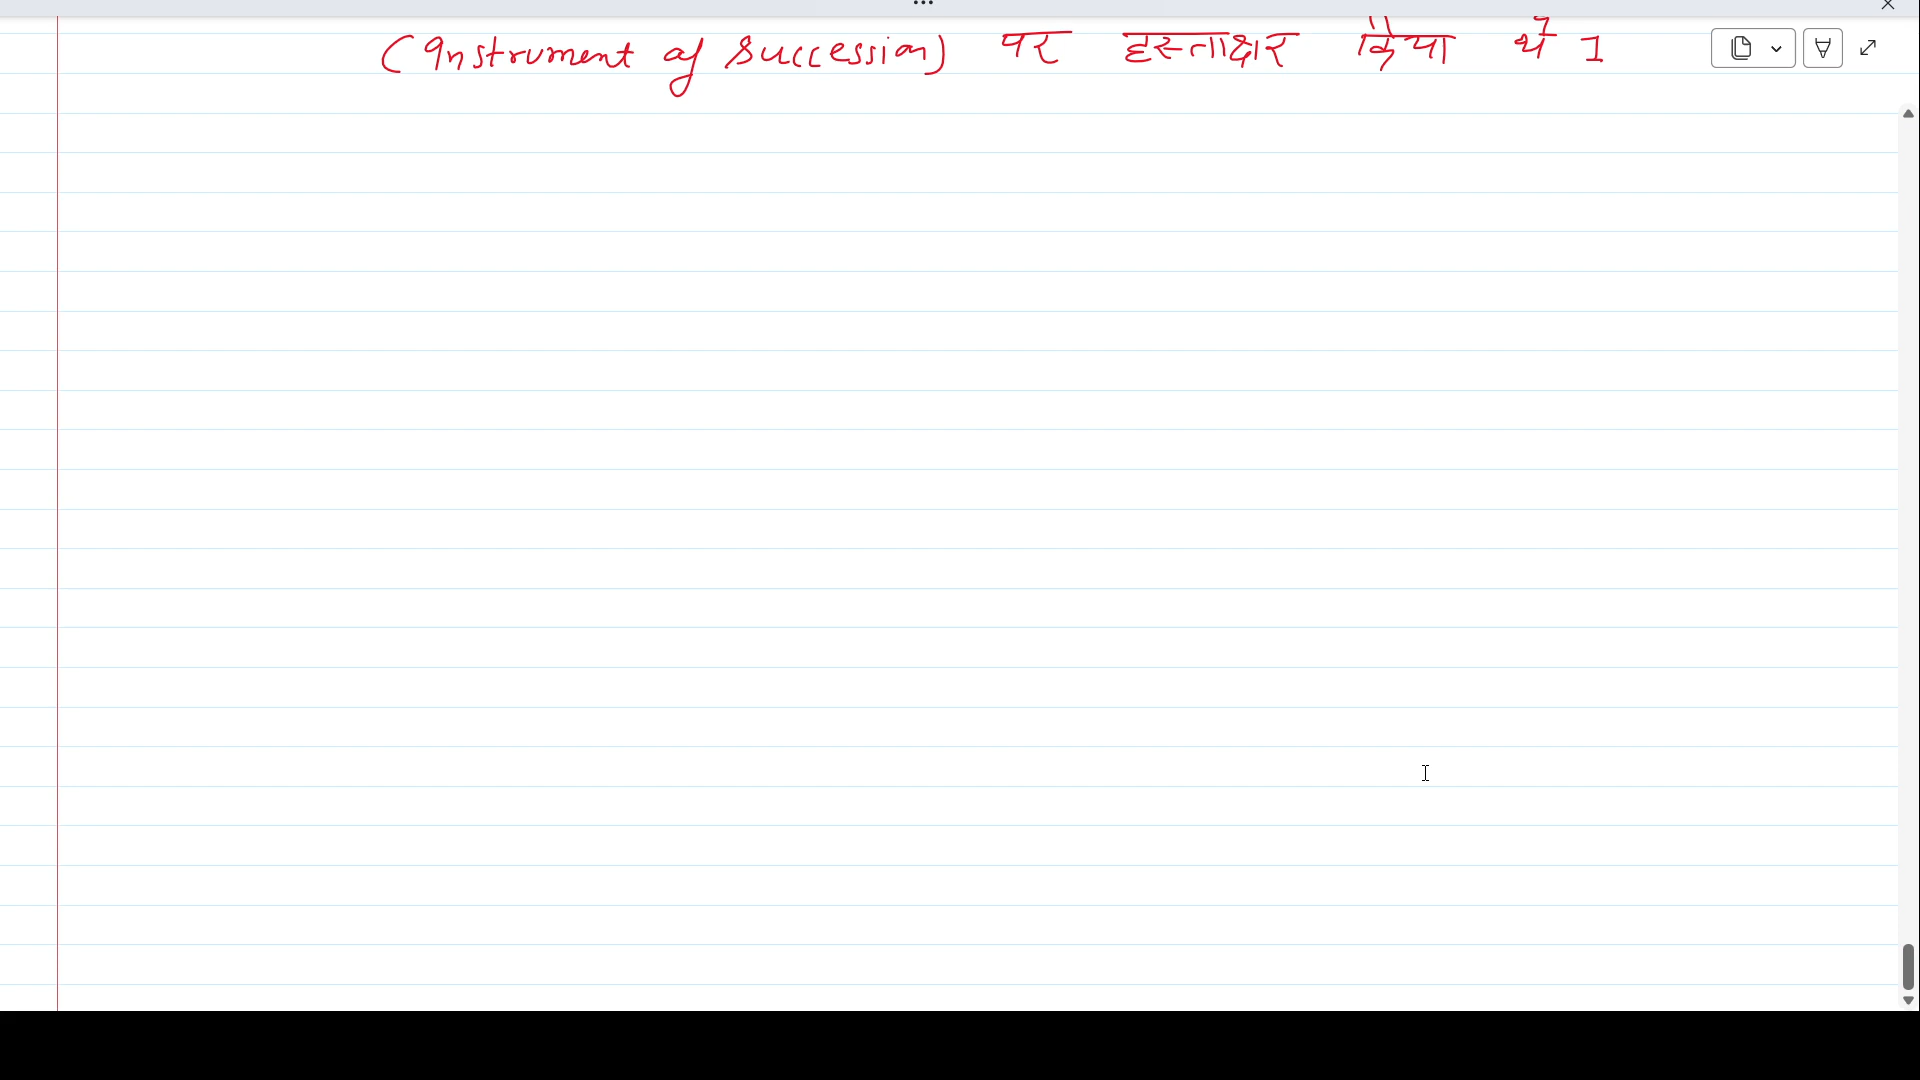 (Instrument of Succession) पर हस्ताक्षर किया थे ।